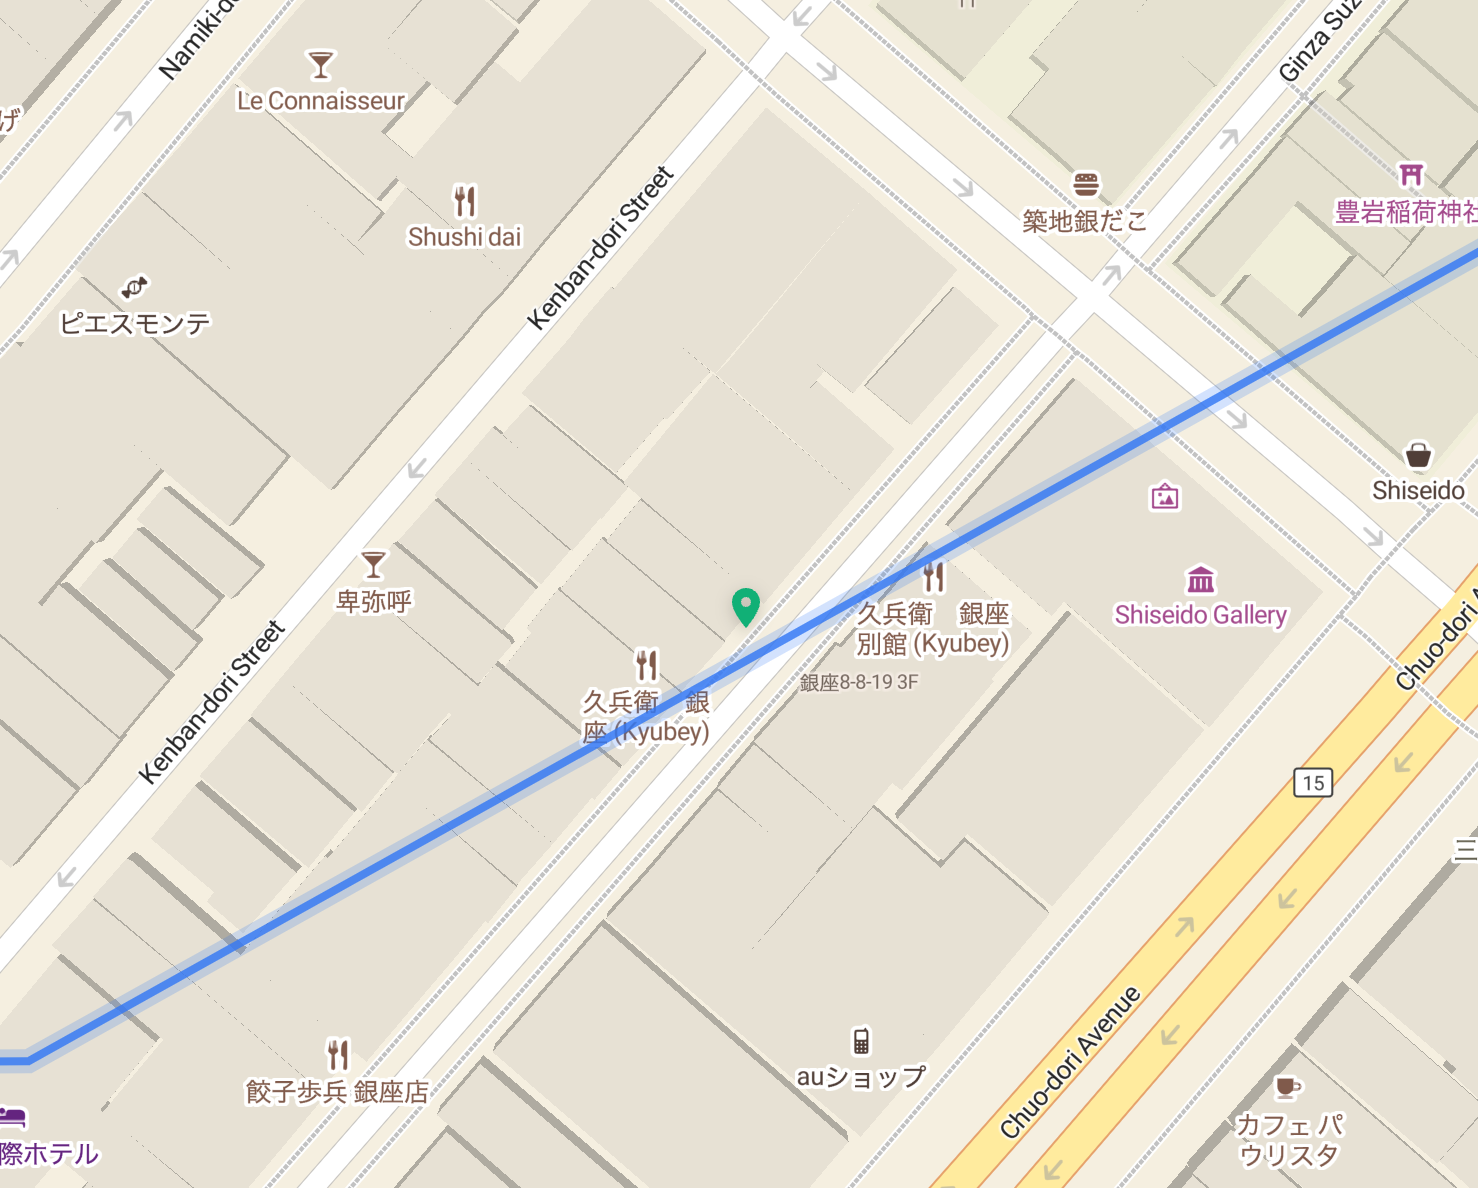 Namiki-do
げ
Le Connaisseur
Ginza Suz
Kenban-dori Street
豊岩稲荷神社
築地銀だこ
Shushi dai
ピエスモンテ
Shiseido
卑弥呼
久兵衛 銀座
別館 (Kyubey)
Shiseido Gallery
Chuo-dori A
銀座8-8-19 3F
久兵衛 銀
座 (Kyubey)
Kenban-dori Street
15
三
Chuo-dori Avenue
auショップ
餃子歩兵 銀座店
カフェ パ
ウリスタ
際ホテル